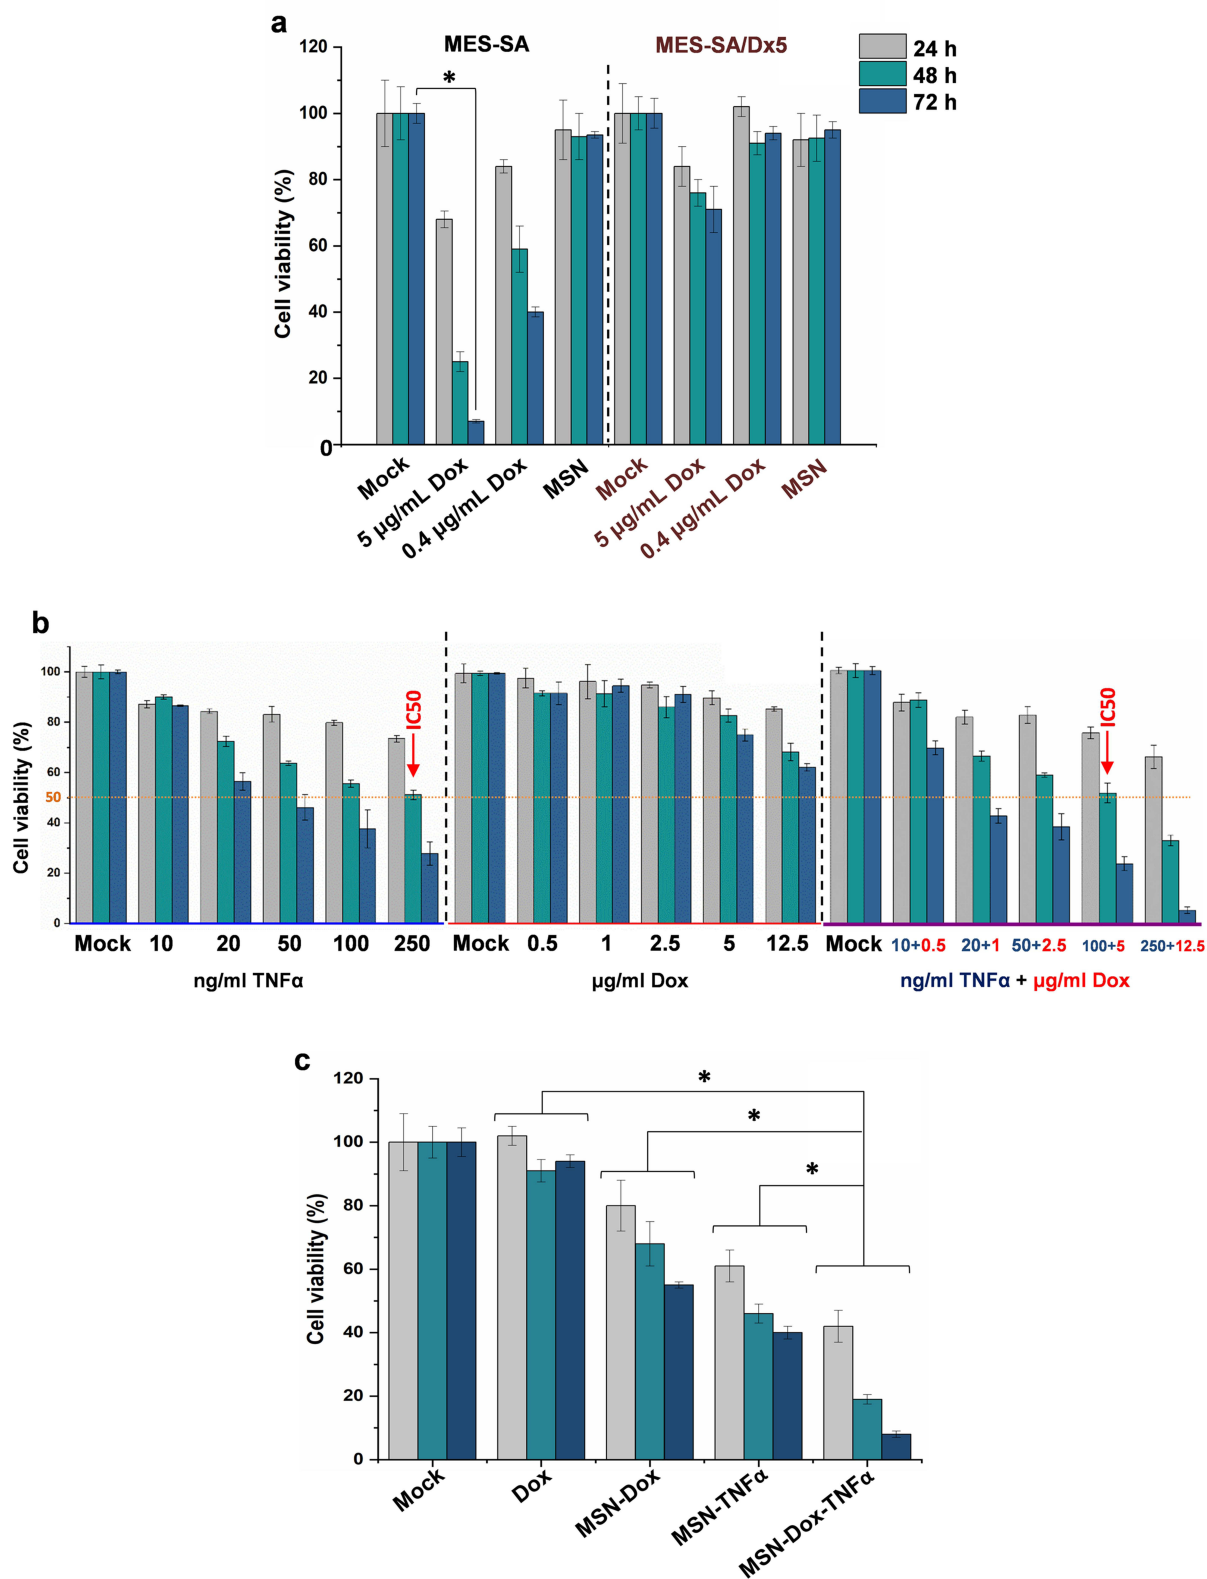 a
MES-SA
MES-SA/Dx5
24 h
48 h
72 h
*
Cell viability (%)
120
100
80
60
40
20
0
Mock
5 µg/mL Dox
0.4 µg/mL Dox
MSN
Mock
5 µg/mL Dox
0.4 µg/mL Dox
MSN
b
Cell viability (%)
100
80
60
50
40
20
0
IC50
IC50
Mock 10 20 50 100 250
ng/ml TNFα
Mock 0.5 1 2.5 5 12.5
µg/ml Dox
Mock 10+0.5 20+1 50+2.5 100+5 250+12.5
ng/ml TNFα + µg/ml Dox
c
Cell viability (%)
120
100
80
60
40
20
0
*
*
*
Mock
Dox
MSN-Dox
MSN-TNFα
MSN-Dox-TNFα